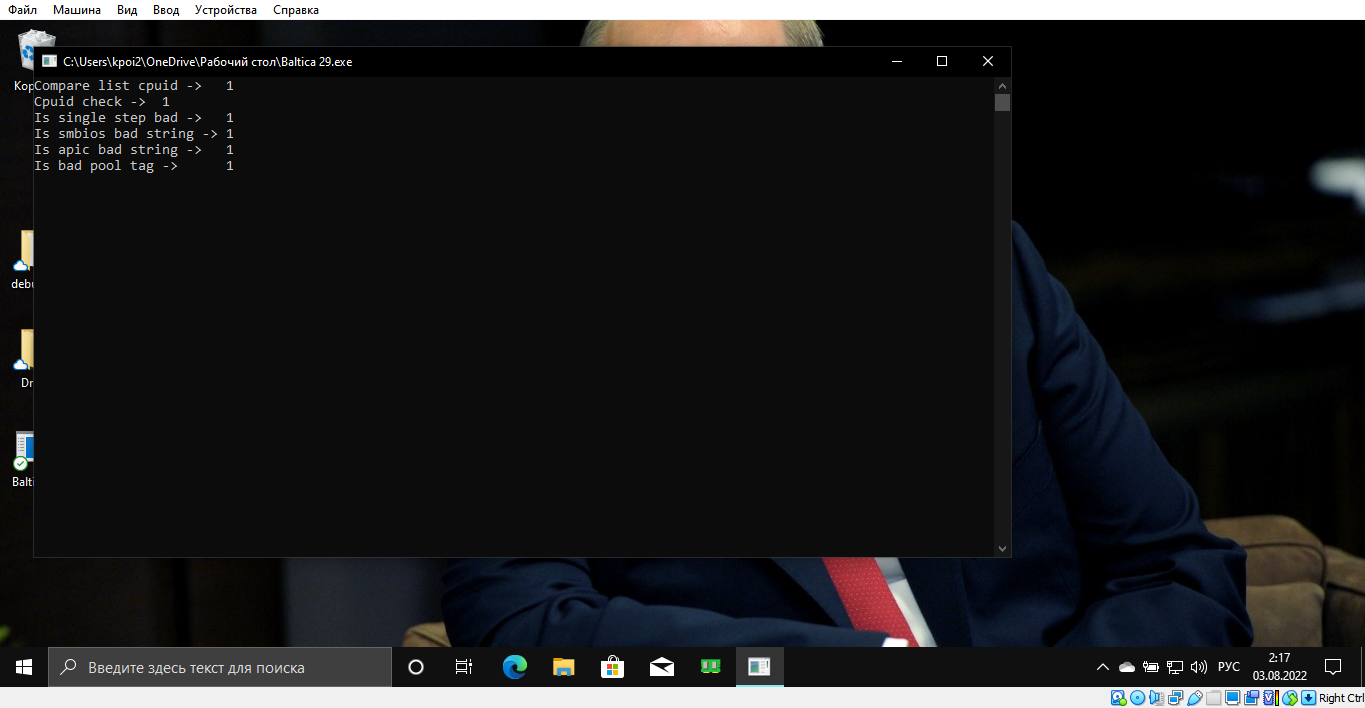 Файл Машина Вид Ввод Устройства Справка
C:\Users\kpoi2\OneDrive\Рабочий стол\Baltica 29.exe
Кор
Compare list cpuid -> 1
Cpuid check -> 1
Is single step bad -> 1
Is smbios bad string -> 1
Is apic bad string -> 1
Is bad pool tag -> 1
debu
Dr
Balti
Введите здесь текст для поиска
РУС
2:17
03.08.2022
Right Ctrl